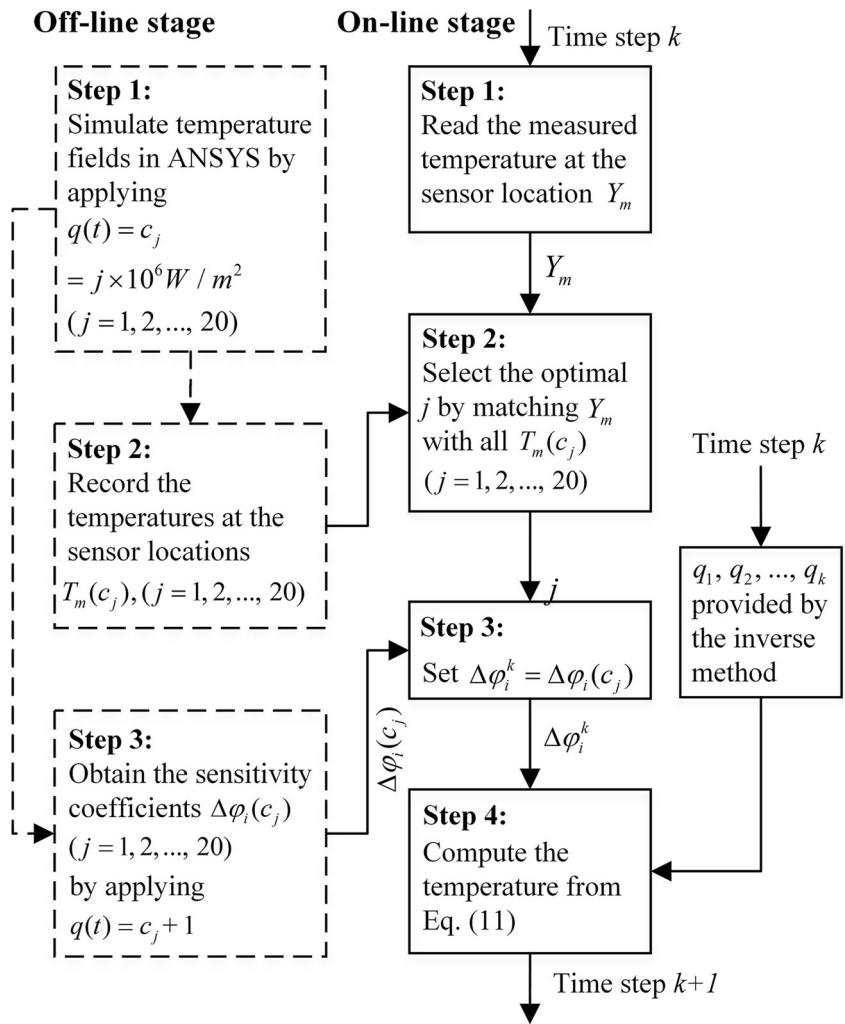 Off-line stage
Step 1:
Simulate temperature
fields in ANSYS by
applying
q(t) = c_j
= j×10⁶W / m²
(j = 1, 2, ..., 20)
Step 2:
Record the
temperatures at the
sensor locations
T_m(c_j), (j = 1, 2, ..., 20)
Step 3:
Obtain the sensitivity
coefficients Δφ_i(c_j)
(j = 1, 2, ..., 20)
by applying
q(t) = c_j + 1
On-line stage
Time step k
Step 1:
Read the measured
temperature at the
sensor location Y_m
Y_m
Step 2:
Select the optimal
j by matching Y_m
with all T_m(c_j)
(j = 1, 2, ..., 20)
j
Step 3:
Set Δφ_i^k = Δφ_i(c_j)
Δφ_i(c_j)
Δφ_i^k
Step 4:
Compute the
temperature from
Eq. (11)
Time step k+1
Time step k
q₁, q₂, ..., q_k
provided by
the inverse
method